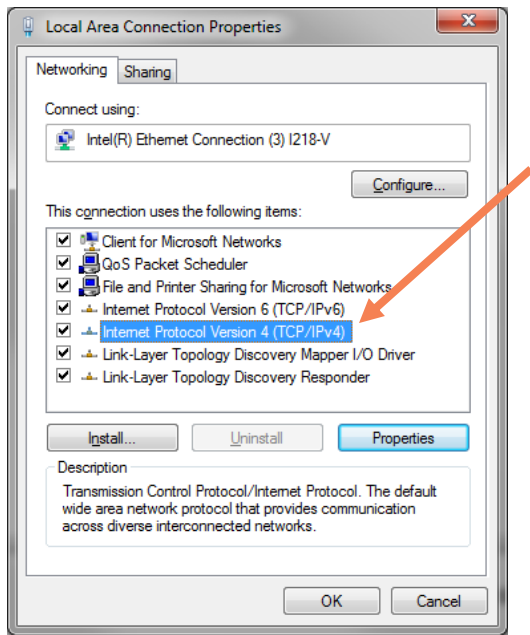 Local Area Connection Properties
Networking Sharing
Connect using:
Intel(R) Ethernet Connection (3) I218-V
Configure...
This connection uses the following items:
Client for Microsoft Networks
QoS Packet Scheduler
File and Printer Sharing for Microsoft Networks
Internet Protocol Version 6 (TCP/IPv6)
Internet Protocol Version 4 (TCP/IPv4)
Link-Layer Topology Discovery Mapper I/O Driver
Link-Layer Topology Discovery Responder
Install... Uninstall Properties
Description
Transmission Control Protocol/Internet Protocol. The default
wide area network protocol that provides communication
across diverse interconnected networks.
OK Cancel